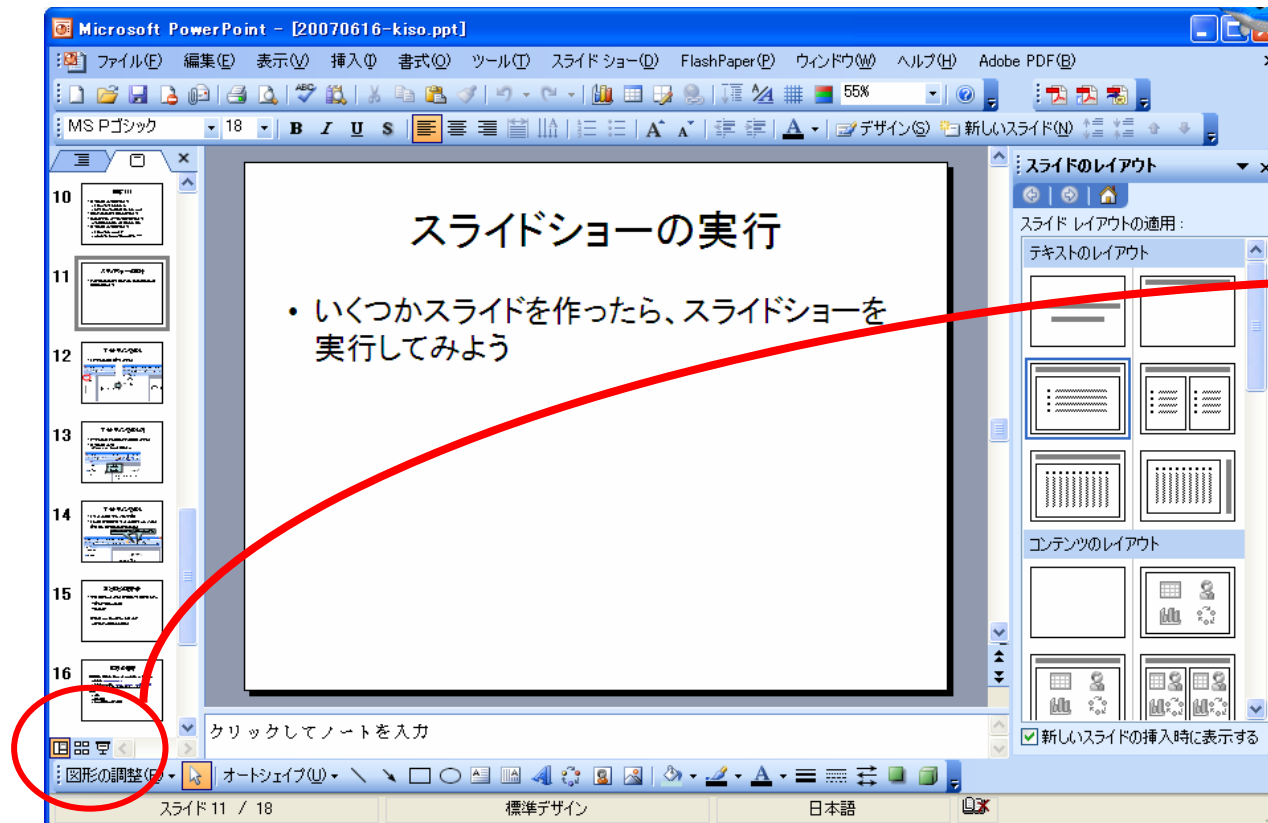 Microsoft PowerPoint - [20070616-kiso.ppt]
ファイル(F) 編集(E) 表示(V) 挿入(I) 書式(O) ツール(T) スライド ショー(D) FlashPaper(P) ウィンドウ(W) ヘルプ(H) Adobe PDF(B)
55%
MS Pゴシック 18 B I U S A A A デザイン(S) 新しいスライド(N)
スライドのレイアウト
スライド レイアウトの適用:
テキストのレイアウト
コンテンツのレイアウト
新しいスライドの挿入時に表示する
10
11
12
13
14
15
16
スライドショーの実行
• いくつかスライドを作ったら、スライドショーを
実行してみよう
クリックしてノートを入力
図形の調整(R) オートシェイプ(U) A A
スライド 11 / 18 標準デザイン 日本語